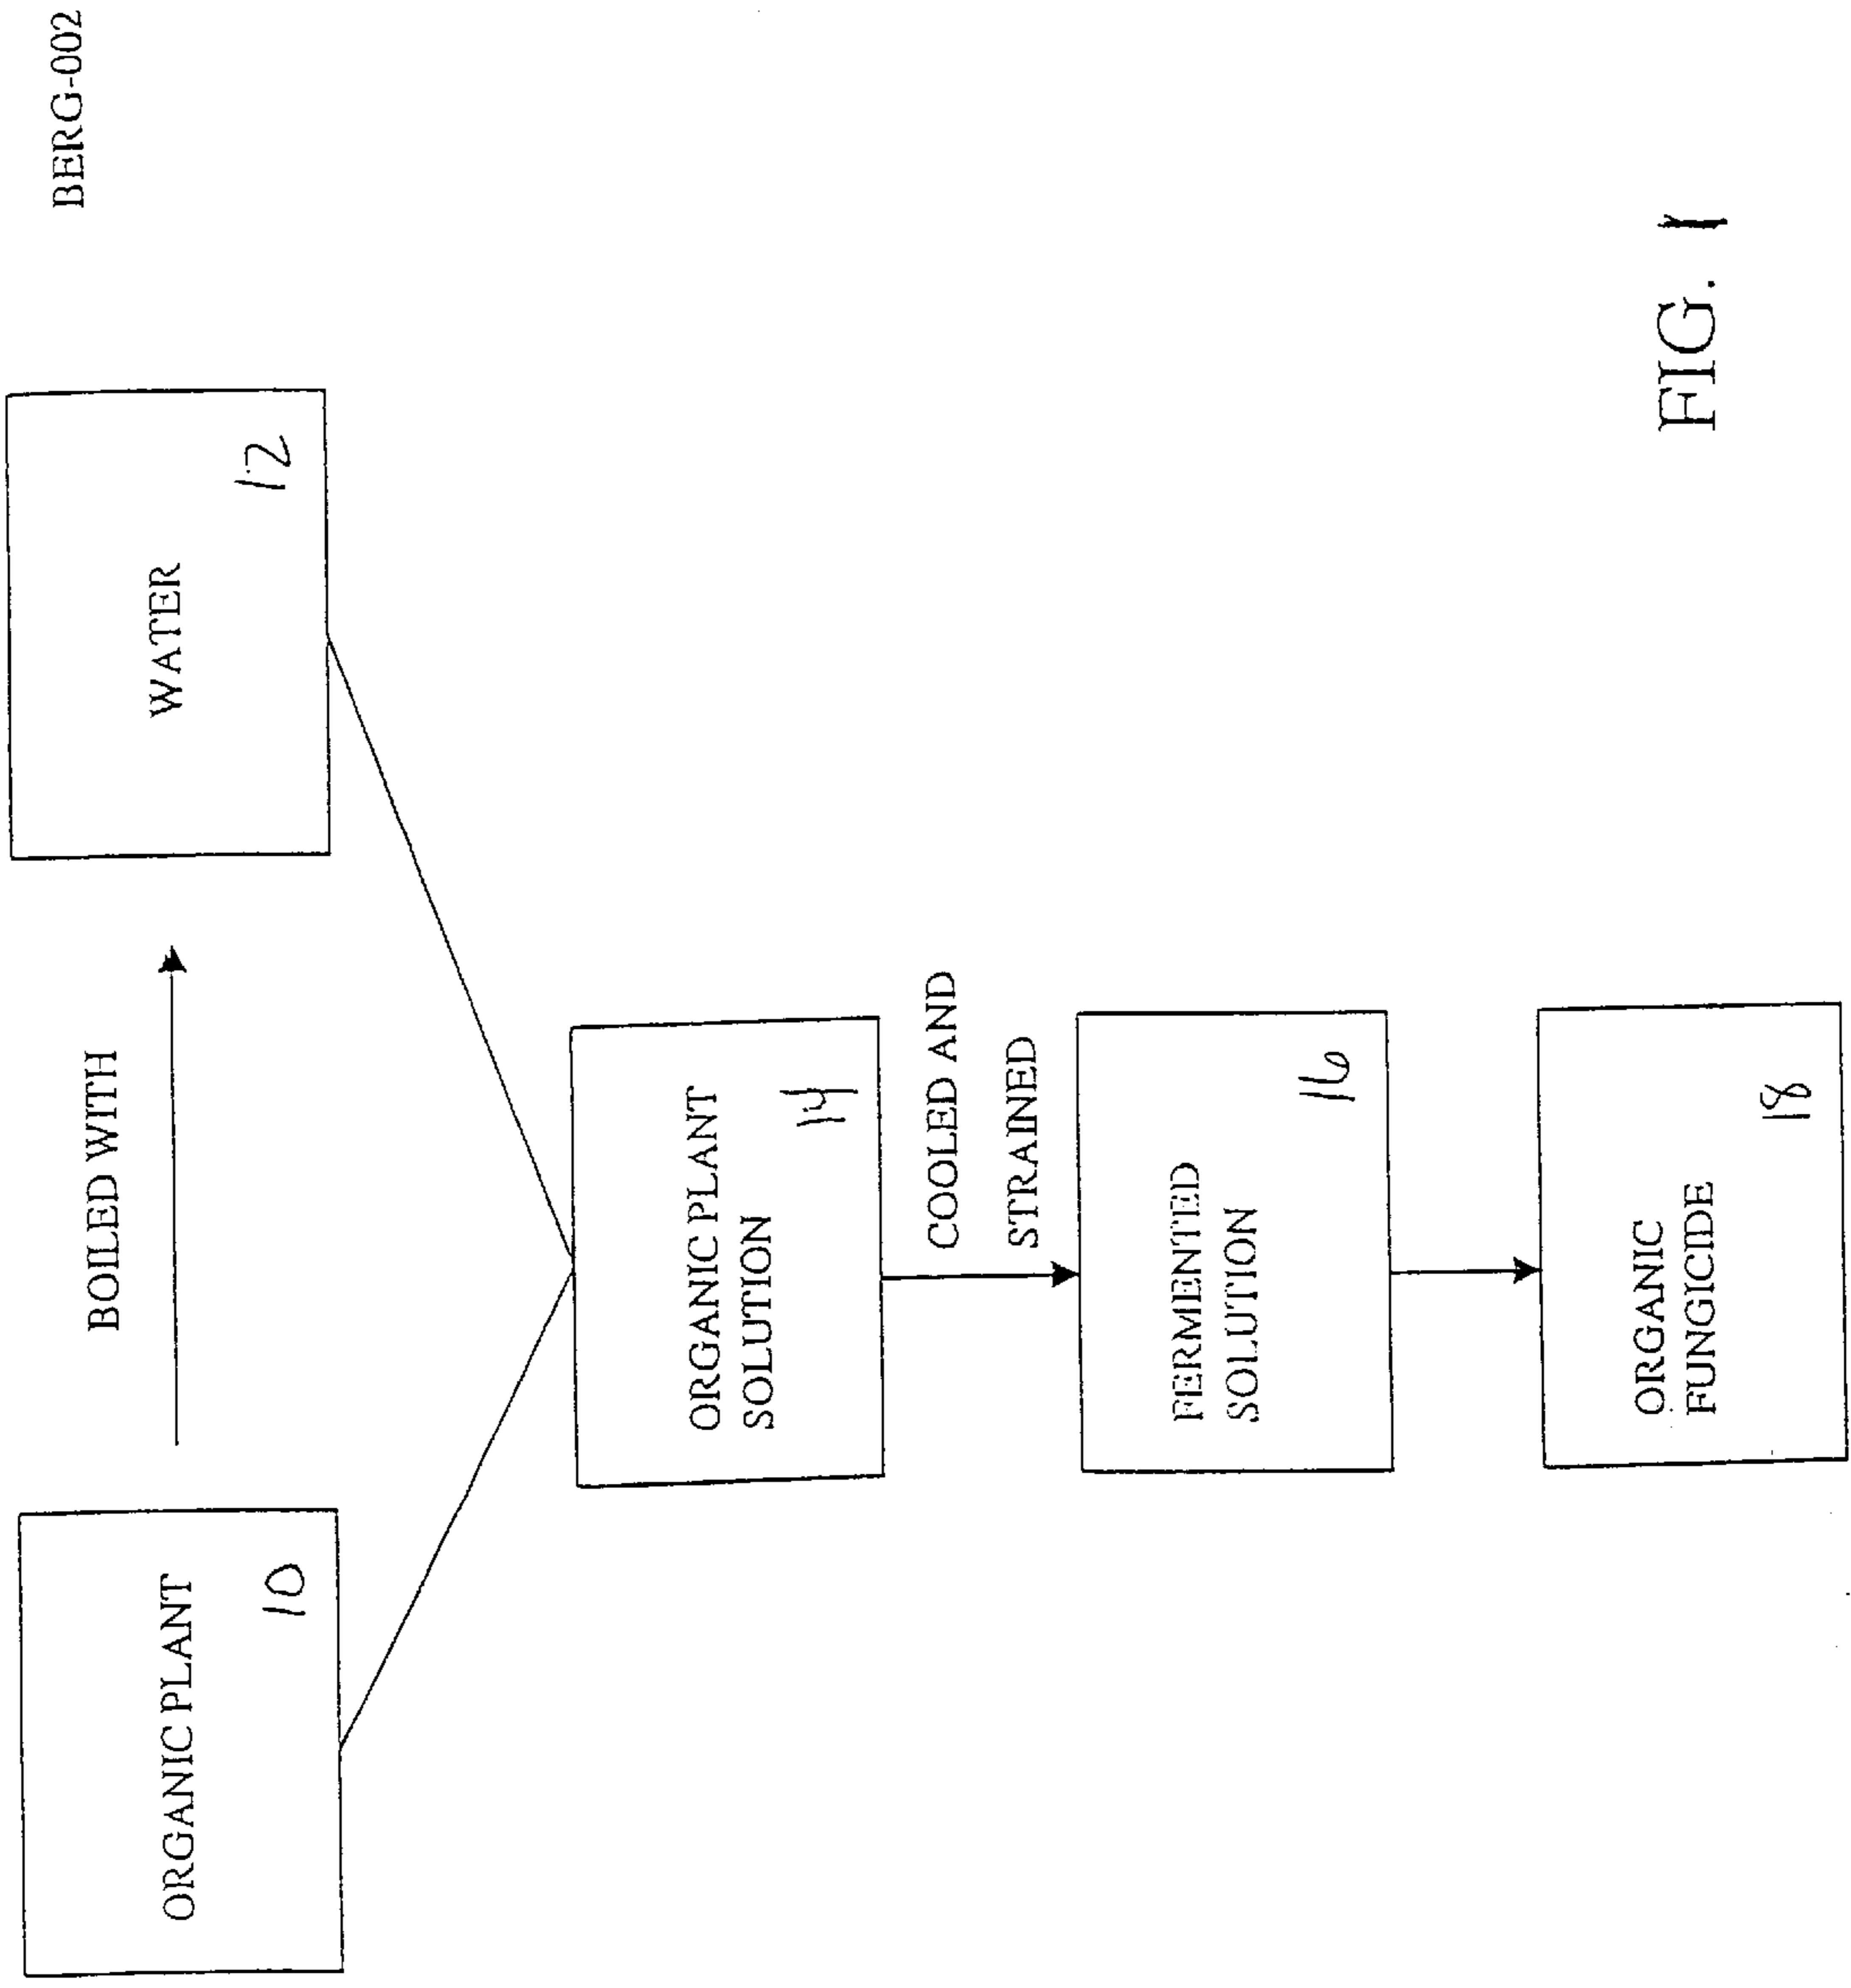 BERG-002
BOILED WITH
ORGANIC PLANT
10
WATER
12
ORGANIC PLANT
SOLUTION
14
COOLED AND
STRAINED
FERMENTED
SOLUTION
16
ORGANIC
FUNGICIDE
18
FIG. 1